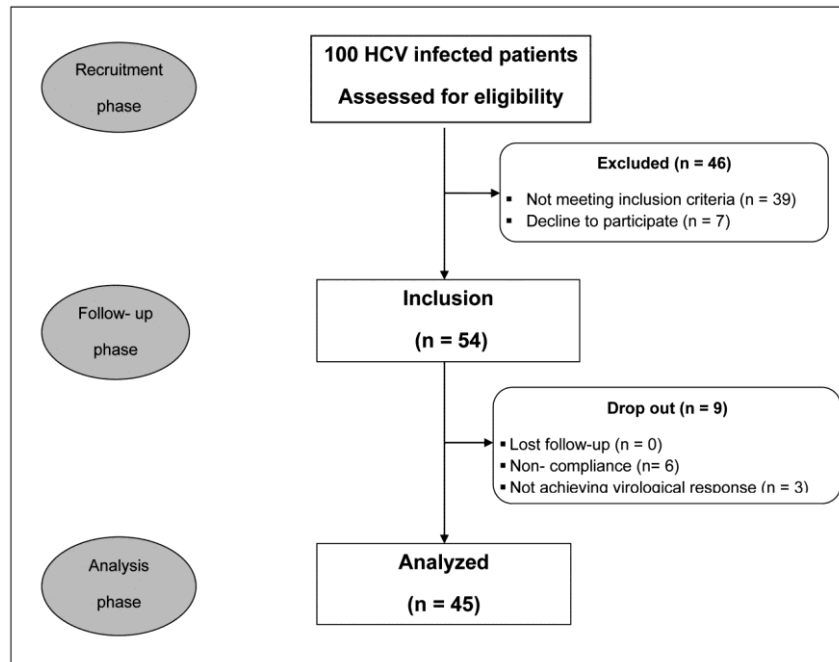 Recruitment
phase
100 HCV infected patients
Assessed for eligibility
Excluded (n = 46)
▪ Not meeting inclusion criteria (n = 39)
▪ Decline to participate (n = 7)
Follow- up
phase
Inclusion
(n = 54)
Drop out (n = 9)
▪ Lost follow-up (n = 0)
▪ Non- compliance (n= 6)
▪ Not achieving virological response (n = 3)
Analysis
phase
Analyzed
(n = 45)